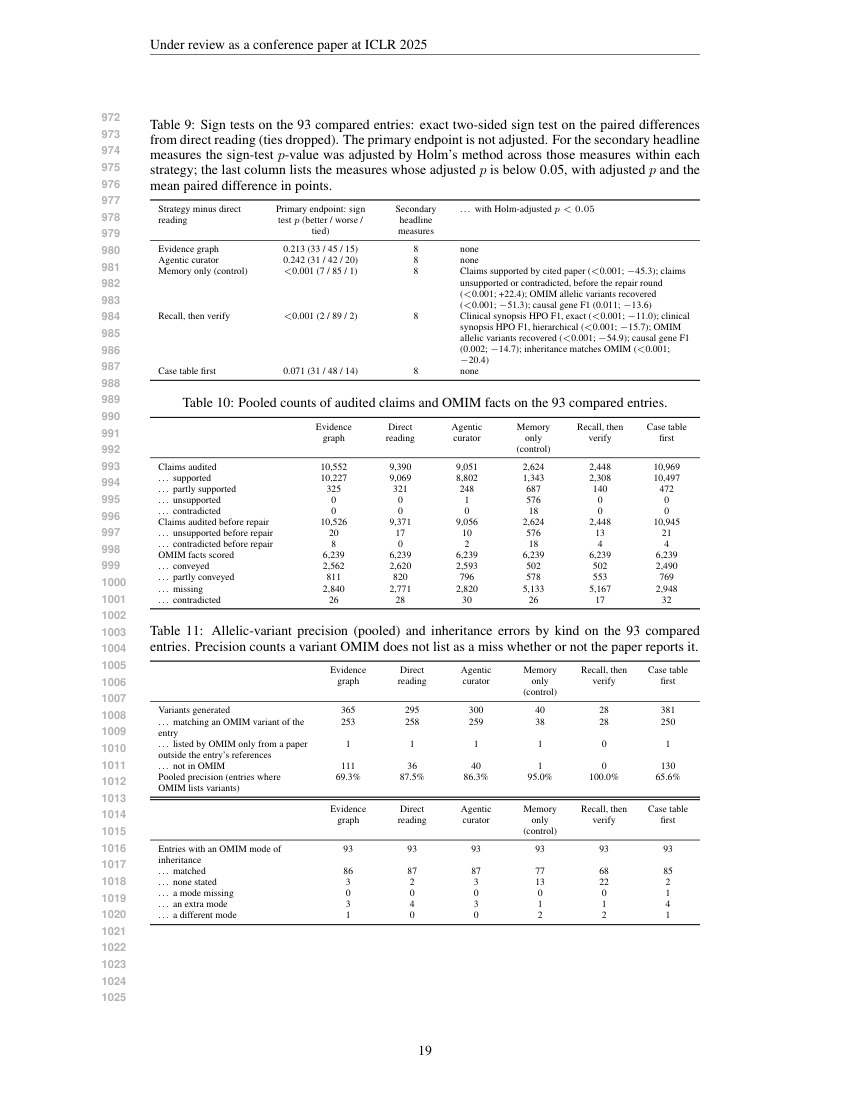 Under review as a conference paper at ICLR 2025
972
973
974
975
976
977
978
979
980
981
982
983
984
985
986
987
988
989
990
991
992
993
994
995
996
997
998
999
1000
1001
1002
1003
1004
1005
1006
1007
1008
1009
1010
1011
1012
1013
1014
1015
1016
1017
1018
1019
1020
1021
1022
1023
1024
1025
Table 9: Sign tests on the 93 compared entries: exact two-sided sign test on the paired differences
from direct reading (ties dropped). The primary endpoint is not adjusted. For the secondary headline
measures the sign-test p-value was adjusted by Holm's method across those measures within each
strategy; the last column lists the measures whose adjusted p is below 0.05, with adjusted p and the
mean paired difference in points.
Strategy minus direct reading | Primary endpoint: sign test p (better / worse / tied) | Secondary headline measures | ... with Holm-adjusted p < 0.05
Evidence graph 0.213 (33 / 45 / 15) 8 none
Agentic curator 0.242 (31 / 42 / 20) 8 none
Memory only (control) <0.001 (7 / 85 / 1) 8 Claims supported by cited paper (<0.001; −45.3); claims
unsupported or contradicted, before the repair round
(<0.001; +22.4); OMIM allelic variants recovered
(<0.001; −51.3); causal gene F1 (0.011; −13.6)
Recall, then verify <0.001 (2 / 89 / 2) 8 Clinical synopsis HPO F1, exact (<0.001; −11.0); clinical
synopsis HPO F1, hierarchical (<0.001; −15.7); OMIM
allelic variants recovered (<0.001; −54.9); causal gene F1
(0.002; −14.7); inheritance matches OMIM (<0.001;
−20.4)
Case table first 0.071 (31 / 48 / 14) 8 none
Table 10: Pooled counts of audited claims and OMIM facts on the 93 compared entries.
Evidence graph | Direct reading | Agentic curator | Memory only (control) | Recall, then verify | Case table first
Claims audited 10,552 9,390 9,051 2,624 2,448 10,969
... supported 10,227 9,069 8,802 1,343 2,308 10,497
... partly supported 325 321 248 687 140 472
... unsupported 0 0 1 576 0 0
... contradicted 0 0 0 18 0 0
Claims audited before repair 10,526 9,371 9,056 2,624 2,448 10,945
... unsupported before repair 20 17 10 576 13 21
... contradicted before repair 8 0 2 18 4 4
OMIM facts scored 6,239 6,239 6,239 6,239 6,239 6,239
... conveyed 2,562 2,620 2,593 502 502 2,490
... partly conveyed 811 820 796 578 553 769
... missing 2,840 2,771 2,820 5,133 5,167 2,948
... contradicted 26 28 30 26 17 32
Table 11: Allelic-variant precision (pooled) and inheritance errors by kind on the 93 compared
entries. Precision counts a variant OMIM does not list as a miss whether or not the paper reports it.
Evidence graph | Direct reading | Agentic curator | Memory only (control) | Recall, then verify | Case table first
Variants generated 365 295 300 40 28 381
... matching an OMIM variant of the 253 258 259 38 28 250
entry
... listed by OMIM only from a paper 1 1 1 1 0 1
outside the entry's references
... not in OMIM 111 36 40 1 0 130
Pooled precision (entries where 69.3% 87.5% 86.3% 95.0% 100.0% 65.6%
OMIM lists variants)
Evidence graph | Direct reading | Agentic curator | Memory only (control) | Recall, then verify | Case table first
Entries with an OMIM mode of 93 93 93 93 93 93
inheritance
... matched 86 87 87 77 68 85
... none stated 3 2 3 13 22 2
... a mode missing 0 0 0 0 0 1
... an extra mode 3 4 3 1 1 4
... a different mode 1 0 0 2 2 1
19